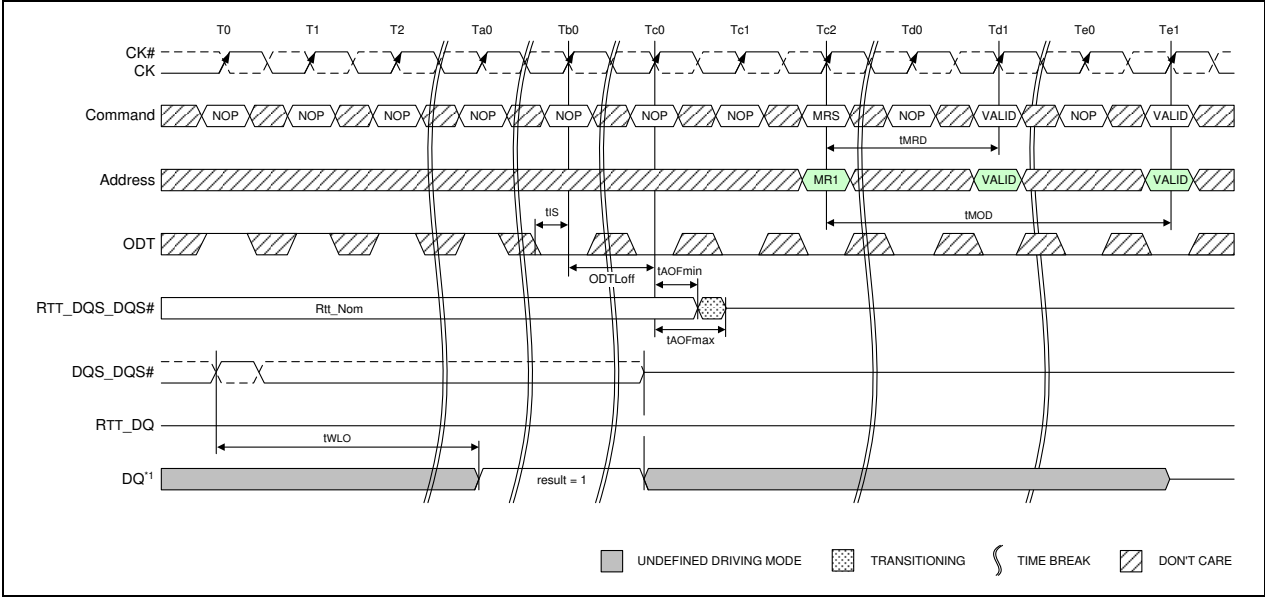 T0 T1 T2 Ta0 Tb0 Tc0 Tc1 Tc2 Td0 Td1 Te0 Te1
CK#
CK
Command NOP NOP NOP NOP NOP NOP NOP MRS NOP VALID NOP VALID
tMRD
Address MR1 VALID VALID
tIS tMOD
ODT
ODTLoff tAOFmin
RTT_DQS_DQS# Rtt_Nom
tAOFmax
DQS_DQS#
RTT_DQ
tWLO
DQ*1 result = 1
UNDEFINED DRIVING MODE TRANSITIONING TIME BREAK DON'T CARE